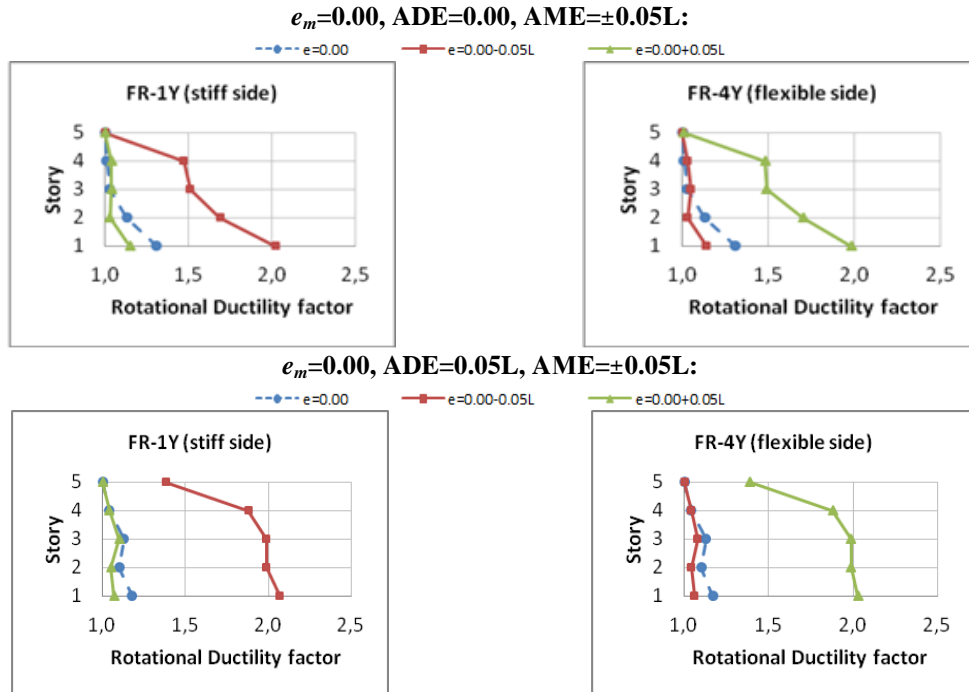 e_m=0.00, ADE=0.00, AME=±0.05L:
e=0.00 e=0.00-0.05L e=0.00+0.05L
FR-1Y (stiff side)
5
4
3
2
1
Story
1,0 1,5 2,0 2,5
Rotational Ductility factor
FR-4Y (flexible side)
5
4
3
2
1
Story
1,0 1,5 2,0 2,5
Rotational Ductility factor
e_m=0.00, ADE=0.05L, AME=±0.05L:
e=0.00 e=0.00-0.05L e=0.00+0.05L
FR-1Y (stiff side)
5
4
3
2
1
Story
1,0 1,5 2,0 2,5
Rotational Ductility factor
FR-4Y (flexible side)
5
4
3
2
1
Story
1,0 1,5 2,0 2,5
Rotational Ductility factor